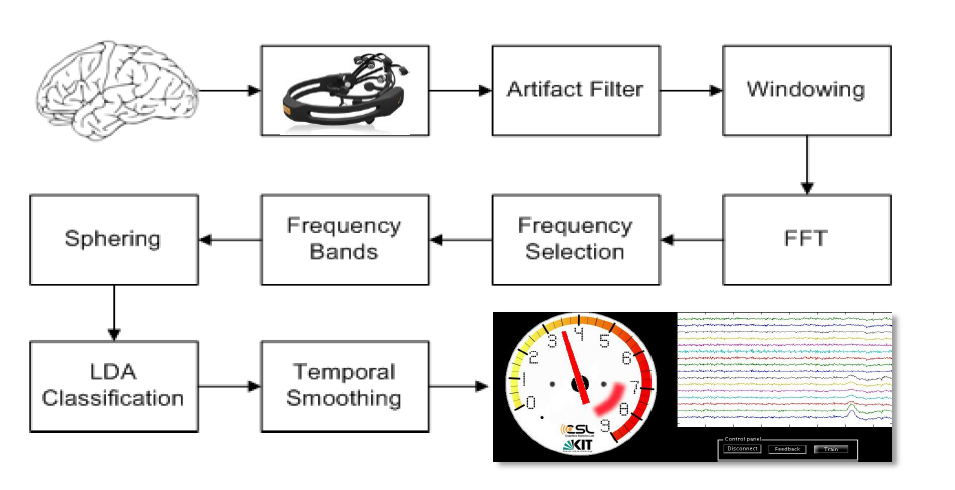 Artifact Filter
Windowing
Sphering
Frequency
Bands
Frequency
Selection
FFT
LDA
Classification
Temporal
Smoothing
0
1
2
3
4
5
6
7
8
9
CSL
KIT
Control panel
Disconnect
Feedback
Train